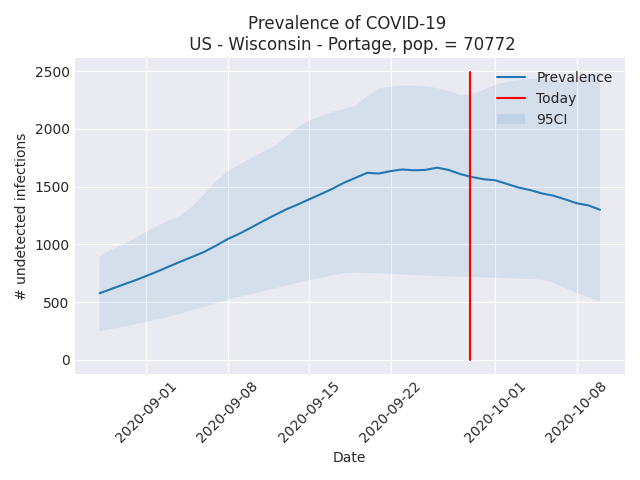 Prevalence of COVID-19
US - Wisconsin - Portage, pop. = 70772
2500
2000
1500
1000
500
0
# undetected infections
Prevalence
Today
95CI
2020-09-01
2020-09-08
2020-09-15
2020-09-22
2020-10-01
2020-10-08
Date